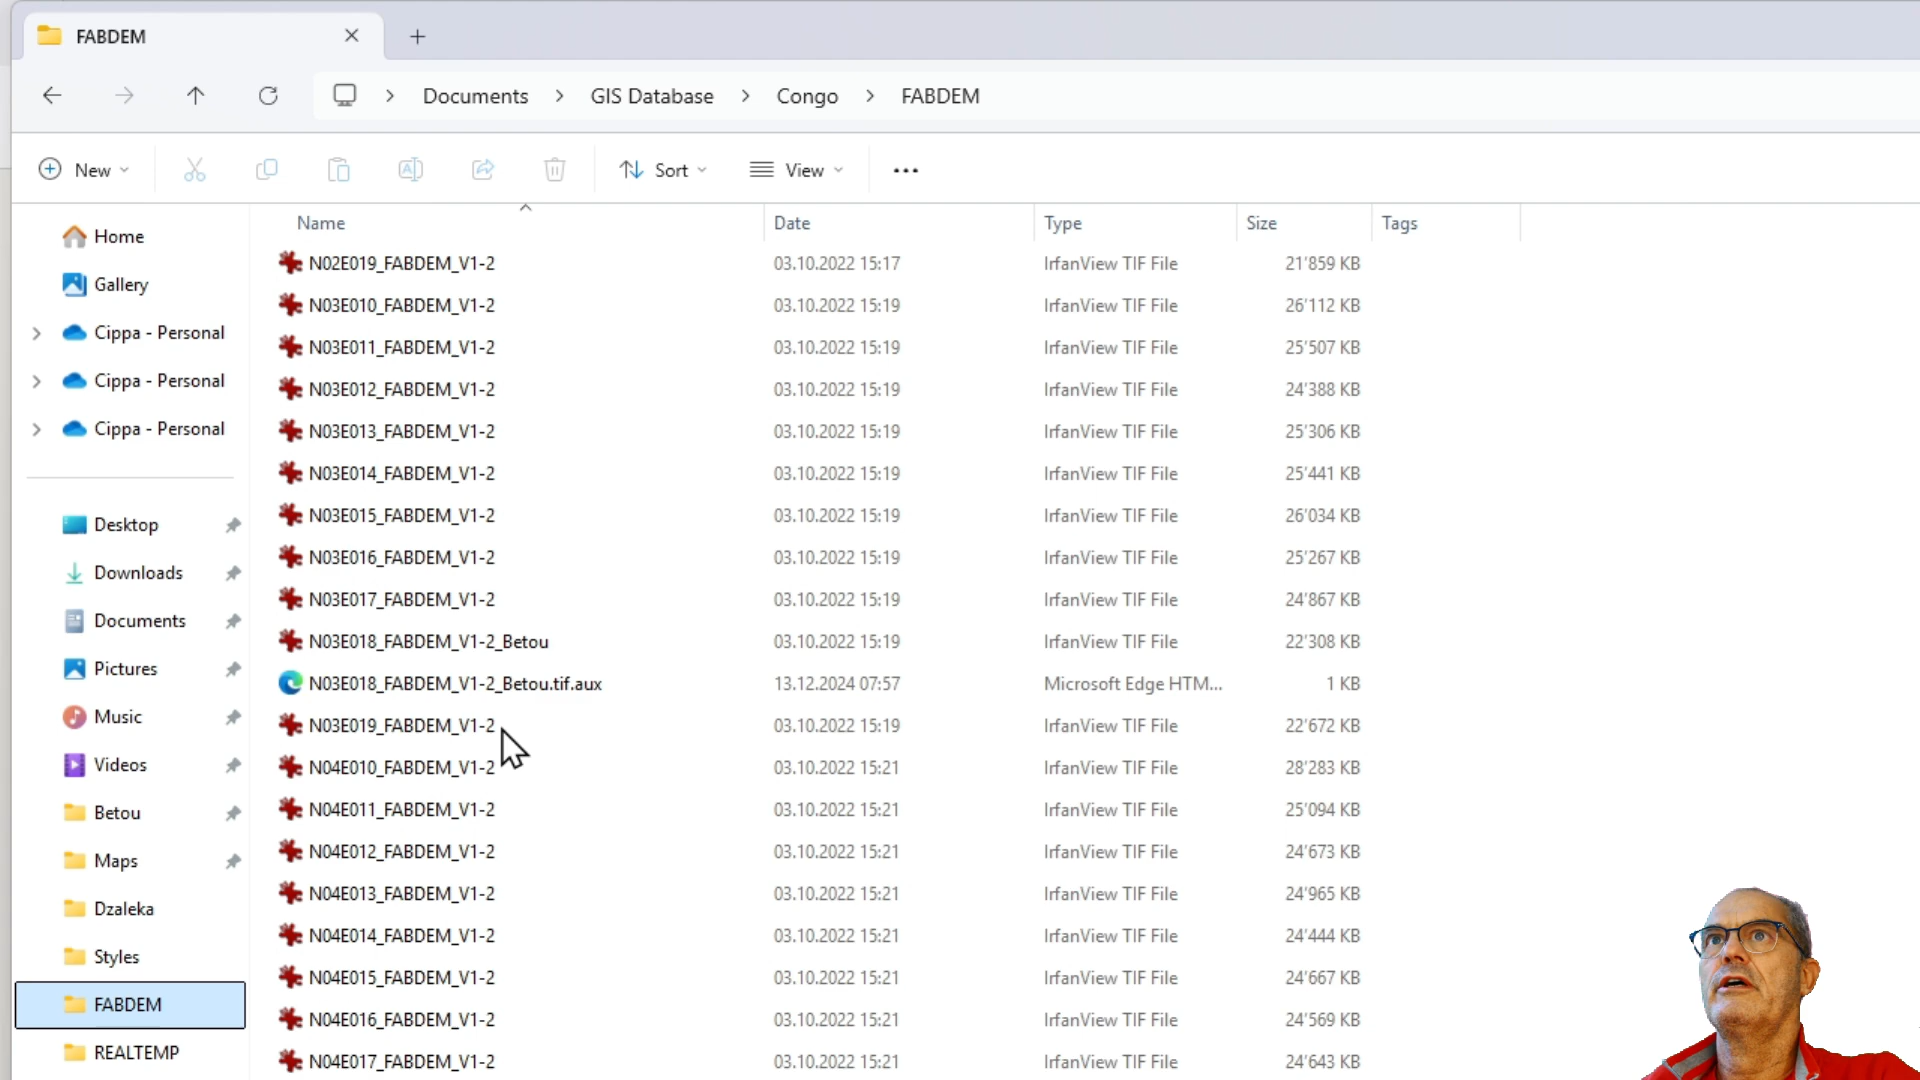 FABDEM
Documents > GIS Database > Congo > FABDEM
New Sort View
Name Date Type Size Tags
Home
Gallery
Cippa - Personal
Cippa - Personal
Cippa - Personal
Desktop
Downloads
Documents
Pictures
Music
Videos
Betou
Maps
Dzaleka
Styles
FABDEM
REALTEMP
N02E019_FABDEM_V1-2 03.10.2022 15:17 IrfanView TIF File 21'859 KB
N03E010_FABDEM_V1-2 03.10.2022 15:19 IrfanView TIF File 26'112 KB
N03E011_FABDEM_V1-2 03.10.2022 15:19 IrfanView TIF File 25'507 KB
N03E012_FABDEM_V1-2 03.10.2022 15:19 IrfanView TIF File 24'388 KB
N03E013_FABDEM_V1-2 03.10.2022 15:19 IrfanView TIF File 25'306 KB
N03E014_FABDEM_V1-2 03.10.2022 15:19 IrfanView TIF File 25'441 KB
N03E015_FABDEM_V1-2 03.10.2022 15:19 IrfanView TIF File 26'034 KB
N03E016_FABDEM_V1-2 03.10.2022 15:19 IrfanView TIF File 25'267 KB
N03E017_FABDEM_V1-2 03.10.2022 15:19 IrfanView TIF File 24'867 KB
N03E018_FABDEM_V1-2_Betou 03.10.2022 15:19 IrfanView TIF File 22'308 KB
N03E018_FABDEM_V1-2_Betou.tif.aux 13.12.2024 07:57 Microsoft Edge HTM... 1 KB
N03E019_FABDEM_V1-2 03.10.2022 15:19 IrfanView TIF File 22'672 KB
N04E010_FABDEM_V1-2 03.10.2022 15:21 IrfanView TIF File 28'283 KB
N04E011_FABDEM_V1-2 03.10.2022 15:21 IrfanView TIF File 25'094 KB
N04E012_FABDEM_V1-2 03.10.2022 15:21 IrfanView TIF File 24'673 KB
N04E013_FABDEM_V1-2 03.10.2022 15:21 IrfanView TIF File 24'965 KB
N04E014_FABDEM_V1-2 03.10.2022 15:21 IrfanView TIF File 24'444 KB
N04E015_FABDEM_V1-2 03.10.2022 15:21 IrfanView TIF File 24'667 KB
N04E016_FABDEM_V1-2 03.10.2022 15:21 IrfanView TIF File 24'569 KB
N04E017_FABDEM_V1-2 03.10.2022 15:21 IrfanView TIF File 24'643 KB